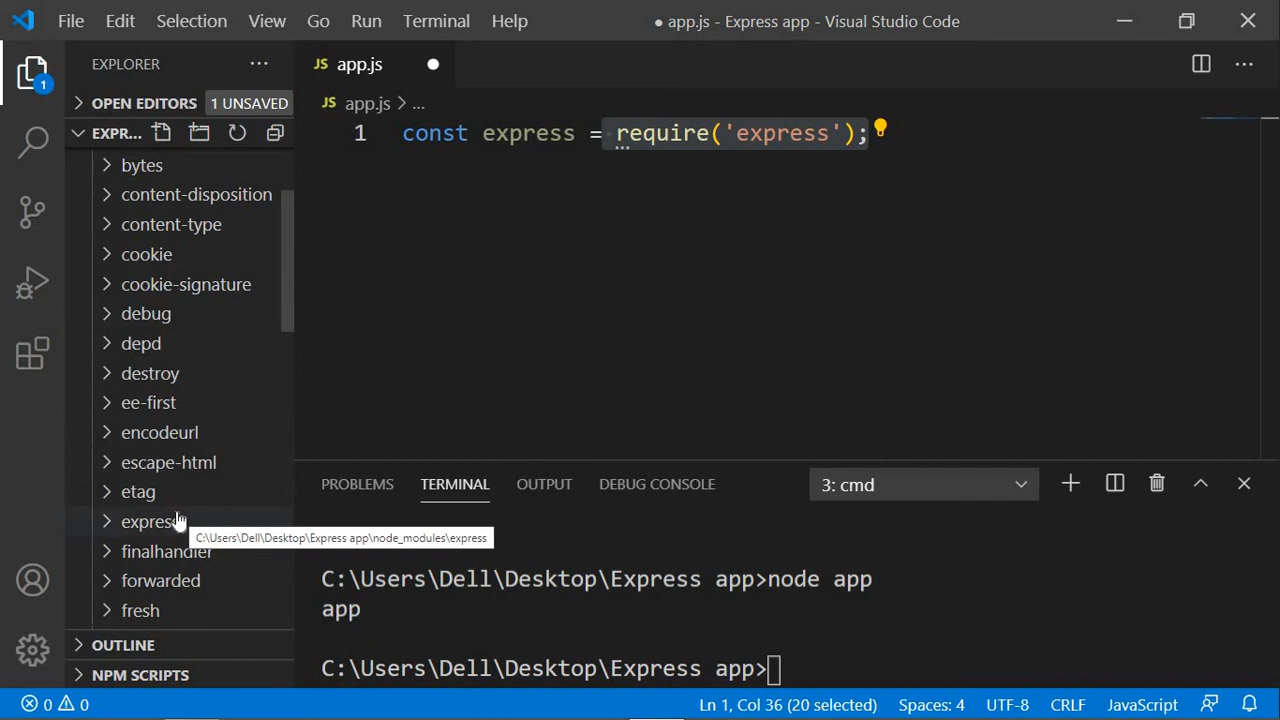 File Edit Selection View Go Run Terminal Help ● app.js - Express app - Visual Studio Code
1
EXPLORER ...
OPEN EDITORS 1 UNSAVED
EXPR...
bytes
content-disposition
content-type
cookie
cookie-signature
debug
depd
destroy
ee-first
encodeurl
escape-html
etag
express
C:\Users\Dell\Desktop\Express app\node_modules\express
finalhandler
forwarded
fresh
OUTLINE
NPM SCRIPTS
JS app.js ●
JS app.js > ...
1 const express = require('express');
PROBLEMS TERMINAL OUTPUT DEBUG CONSOLE 3: cmd
C:\Users\Dell\Desktop\Express app>node app
app
C:\Users\Dell\Desktop\Express app>
0 0 Ln 1, Col 36 (20 selected) Spaces: 4 UTF-8 CRLF JavaScript